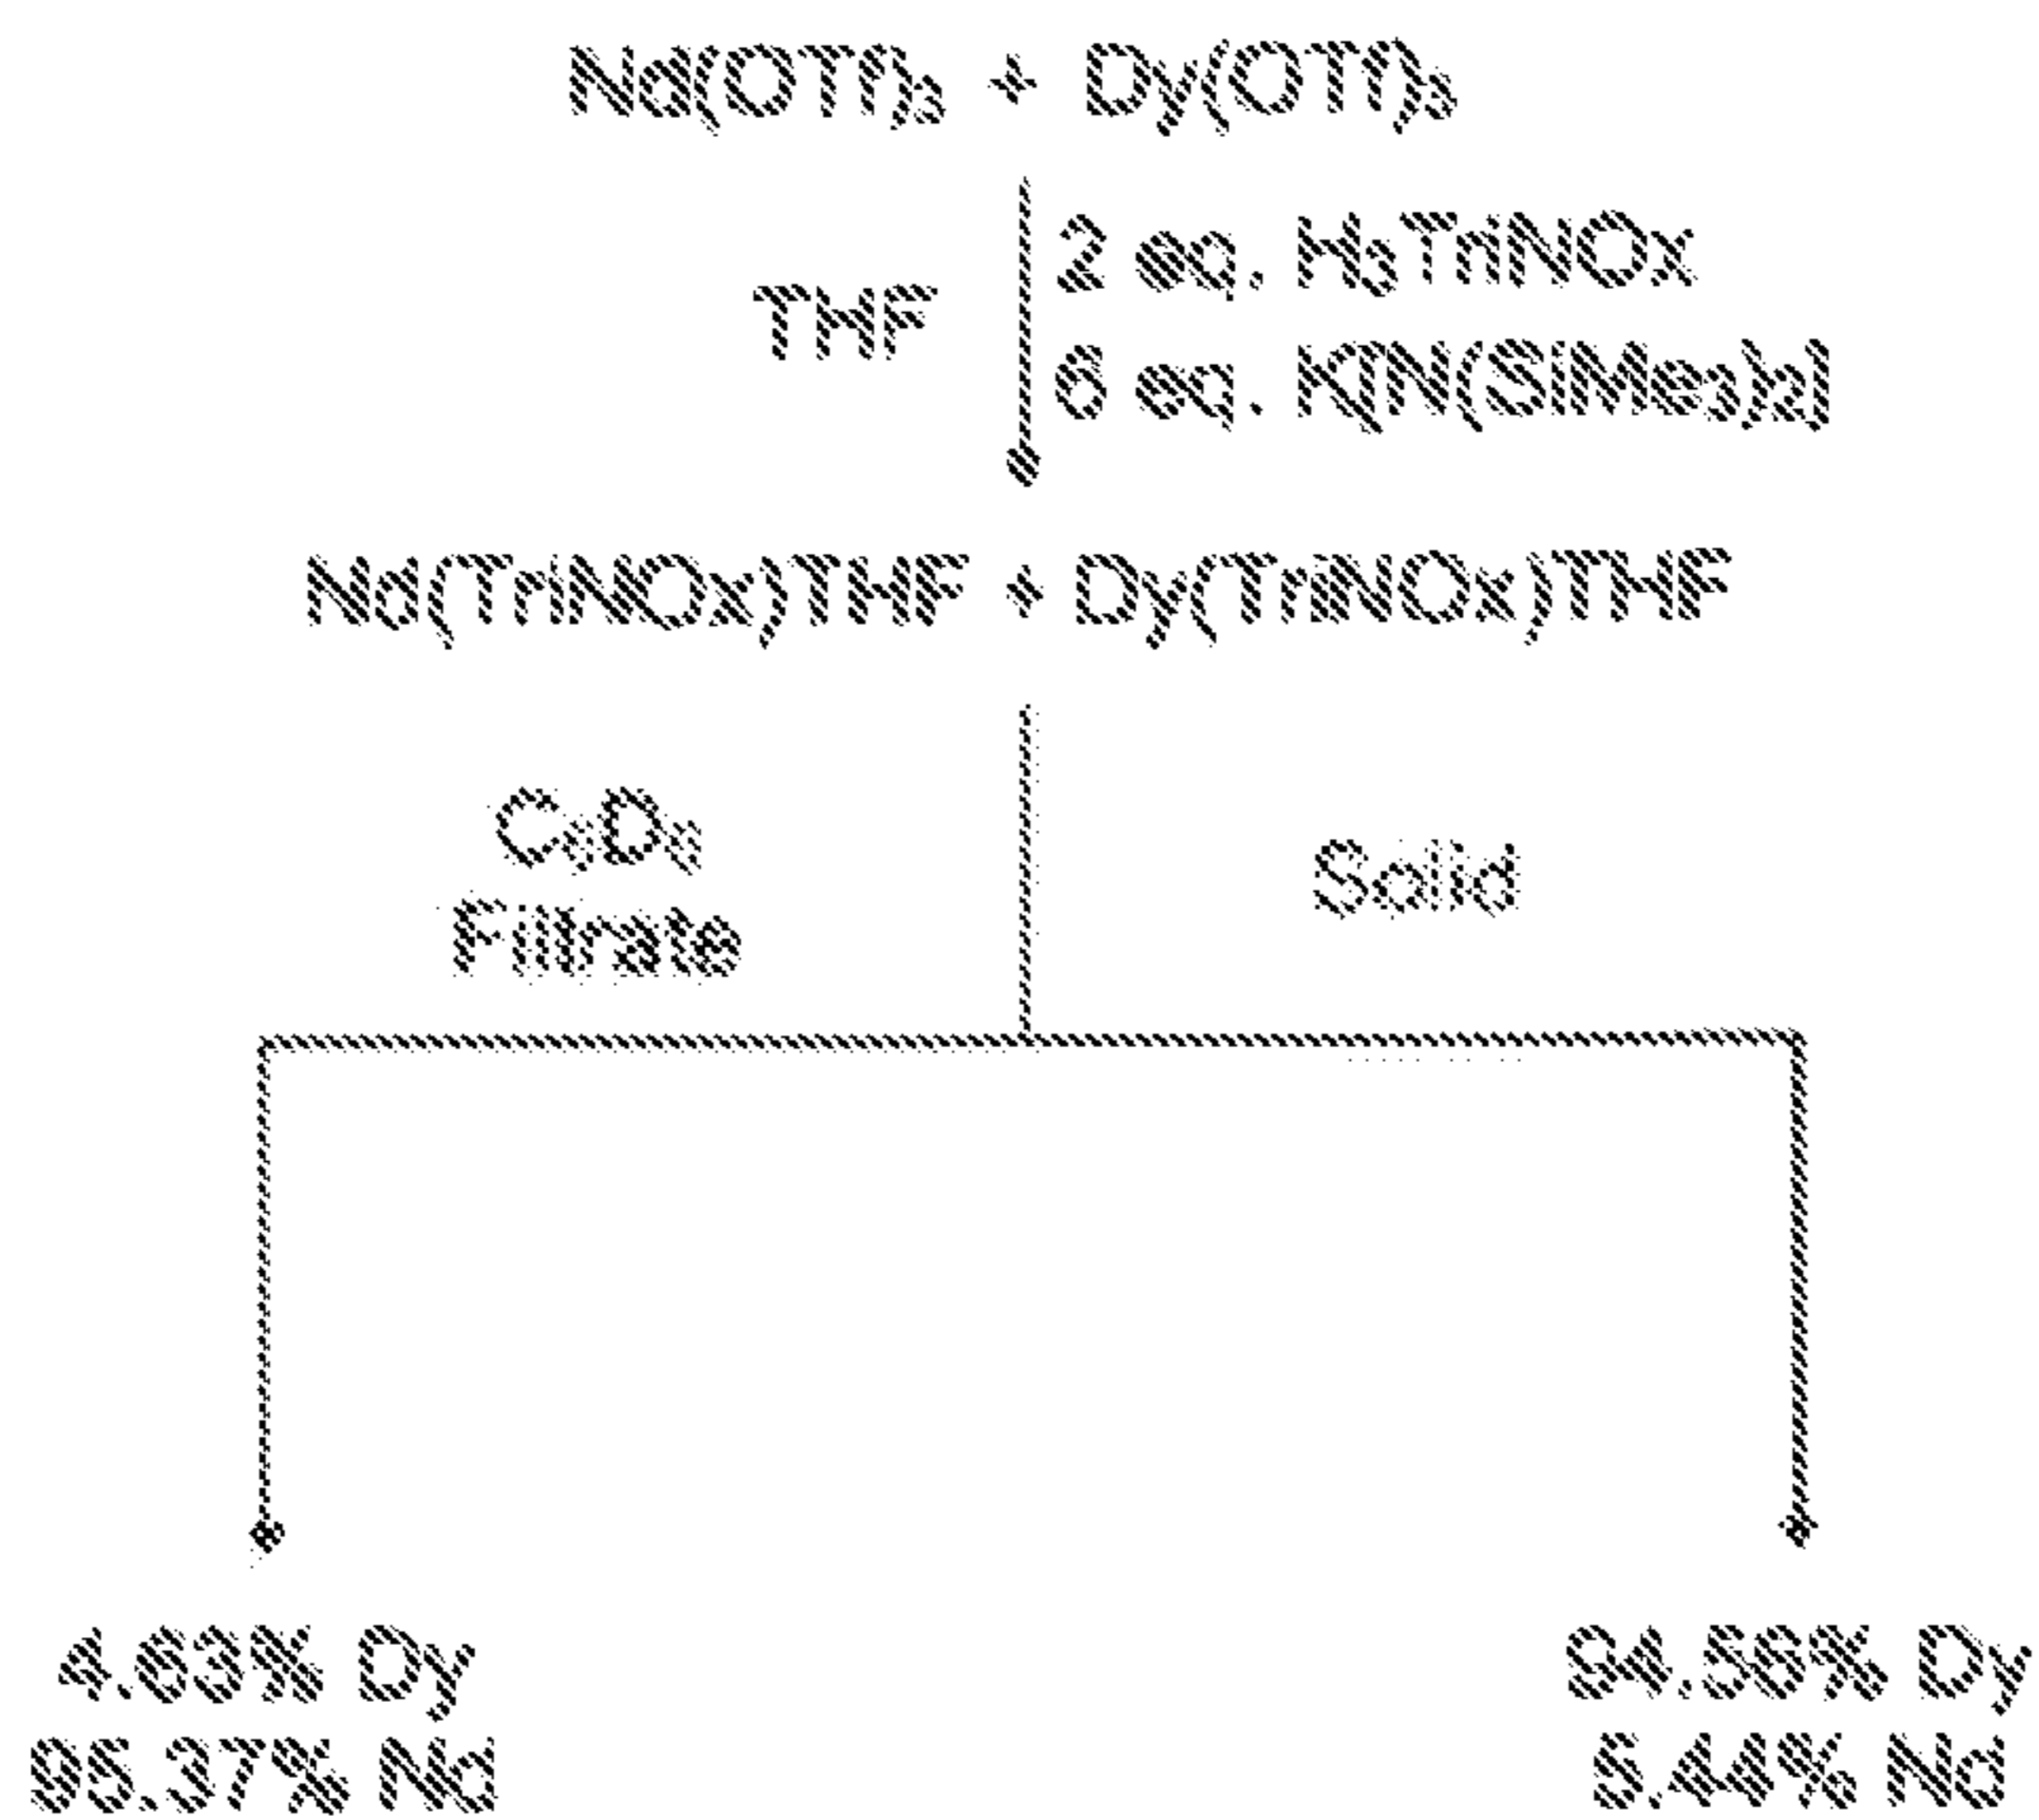 Nd(OTf)₃ + Dy(OTf)₃
2 eq. H₃TriNOx
THF
6 eq. K[N(SiMe₃)₂]
Nd(TriNOx)THF + Dy(TriNOx)THF
C₆D₆
Filtrate
Solid
4.63% Dy
95.37% Nd
94.56% Dy
5.44% Nd